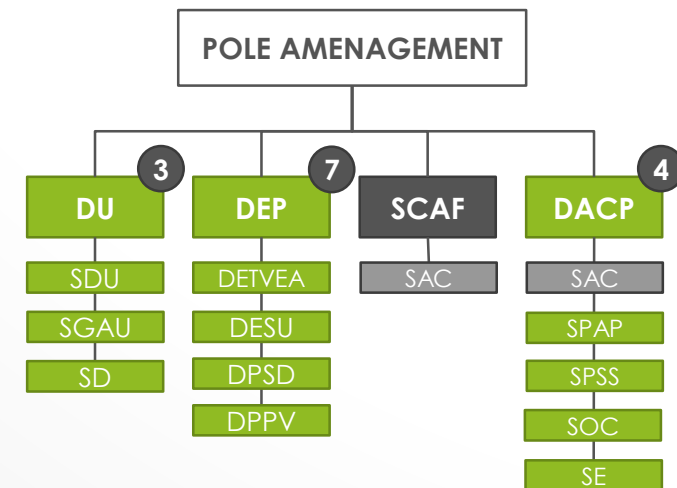 POLE AMENAGEMENT
3
7
4
DU
DEP
SCAF
DACP
SDU
DETVEA
SAC
SAC
SGAU
DESU
SPAP
SD
DPSD
SPSS
DPPV
SOC
SE